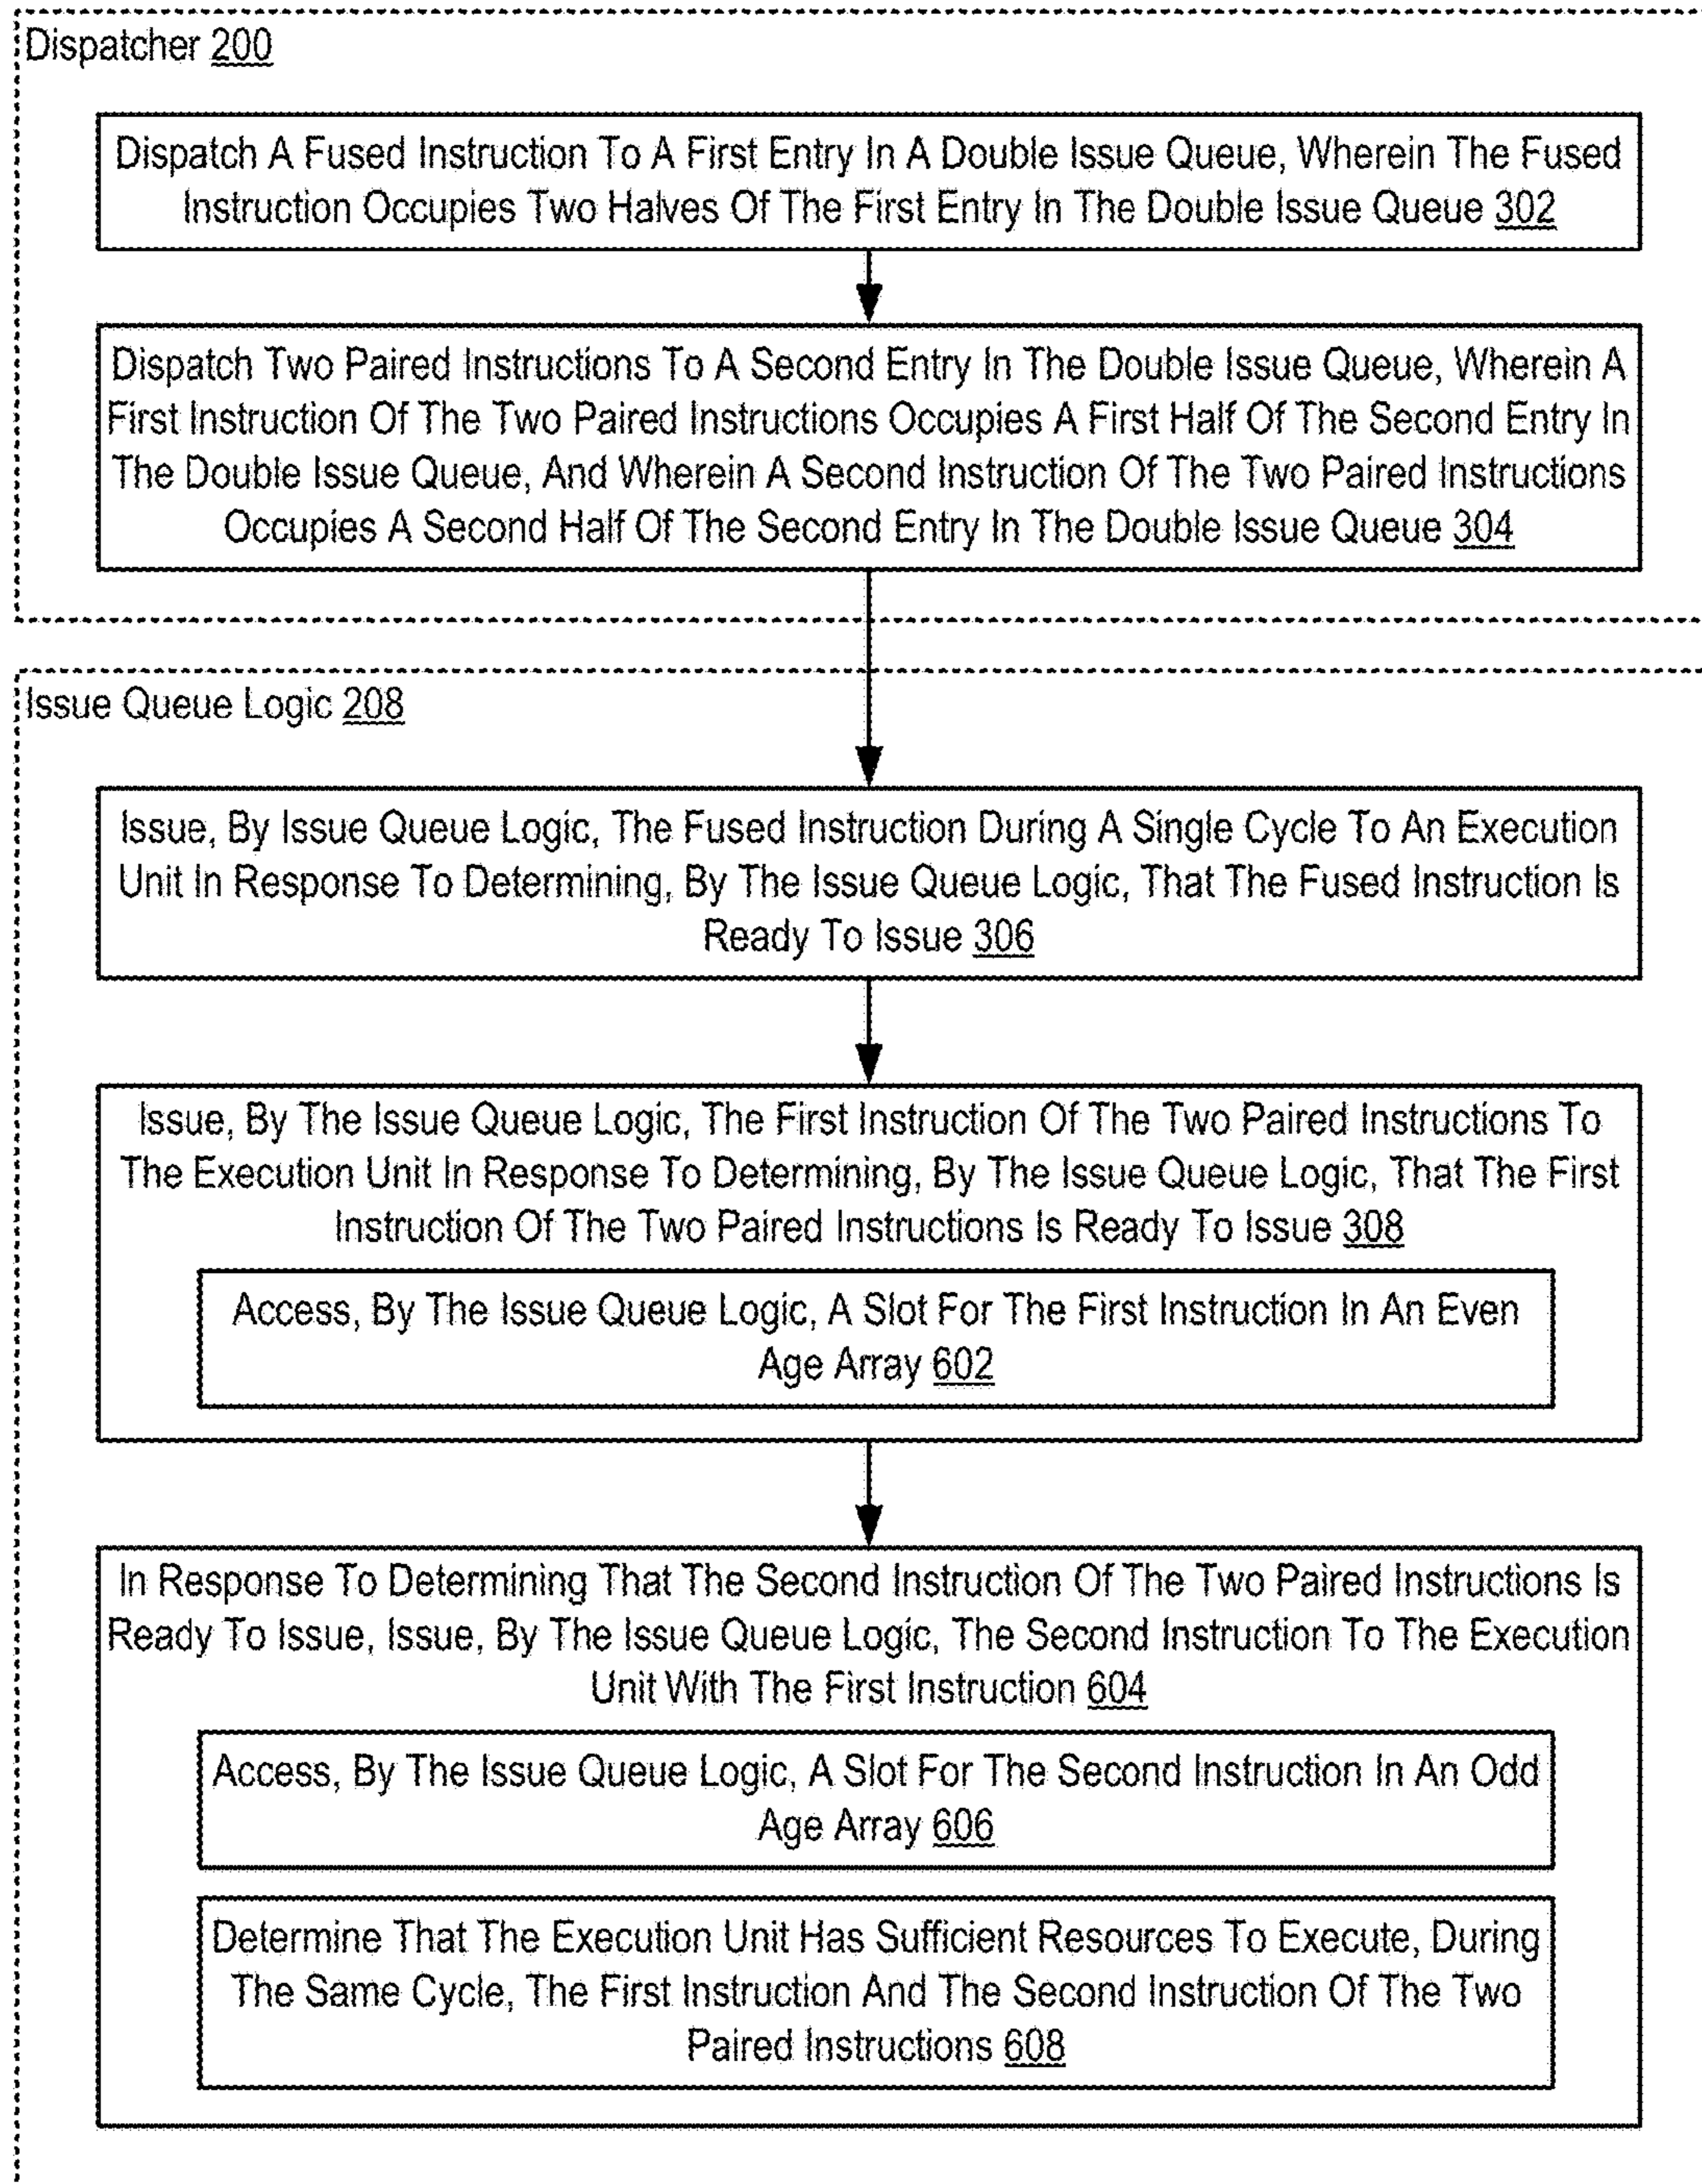 Dispatcher 200
Dispatch A Fused Instruction To A First Entry In A Double Issue Queue, Wherein The Fused
Instruction Occupies Two Halves Of The First Entry In The Double Issue Queue 302
Dispatch Two Paired Instructions To A Second Entry In The Double Issue Queue, Wherein A
First Instruction Of The Two Paired Instructions Occupies A First Half Of The Second Entry In
The Double Issue Queue, And Wherein A Second Instruction Of The Two Paired Instructions
Occupies A Second Half Of The Second Entry In The Double Issue Queue 304
Issue Queue Logic 208
Issue, By Issue Queue Logic, The Fused Instruction During A Single Cycle To An Execution
Unit In Response To Determining, By The Issue Queue Logic, That The Fused Instruction Is
Ready To Issue 306
Issue, By The Issue Queue Logic, The First Instruction Of The Two Paired Instructions To
The Execution Unit In Response To Determining, By The Issue Queue Logic, That The First
Instruction Of The Two Paired Instructions Is Ready To Issue 308
Access, By The Issue Queue Logic, A Slot For The First Instruction In An Even
Age Array 602
In Response To Determining That The Second Instruction Of The Two Paired Instructions Is
Ready To Issue, Issue, By The Issue Queue Logic, The Second Instruction To The Execution
Unit With The First Instruction 604
Access, By The Issue Queue Logic, A Slot For The Second Instruction In An Odd
Age Array 606
Determine That The Execution Unit Has Sufficient Resources To Execute, During
The Same Cycle, The First Instruction And The Second Instruction Of The Two
Paired Instructions 608